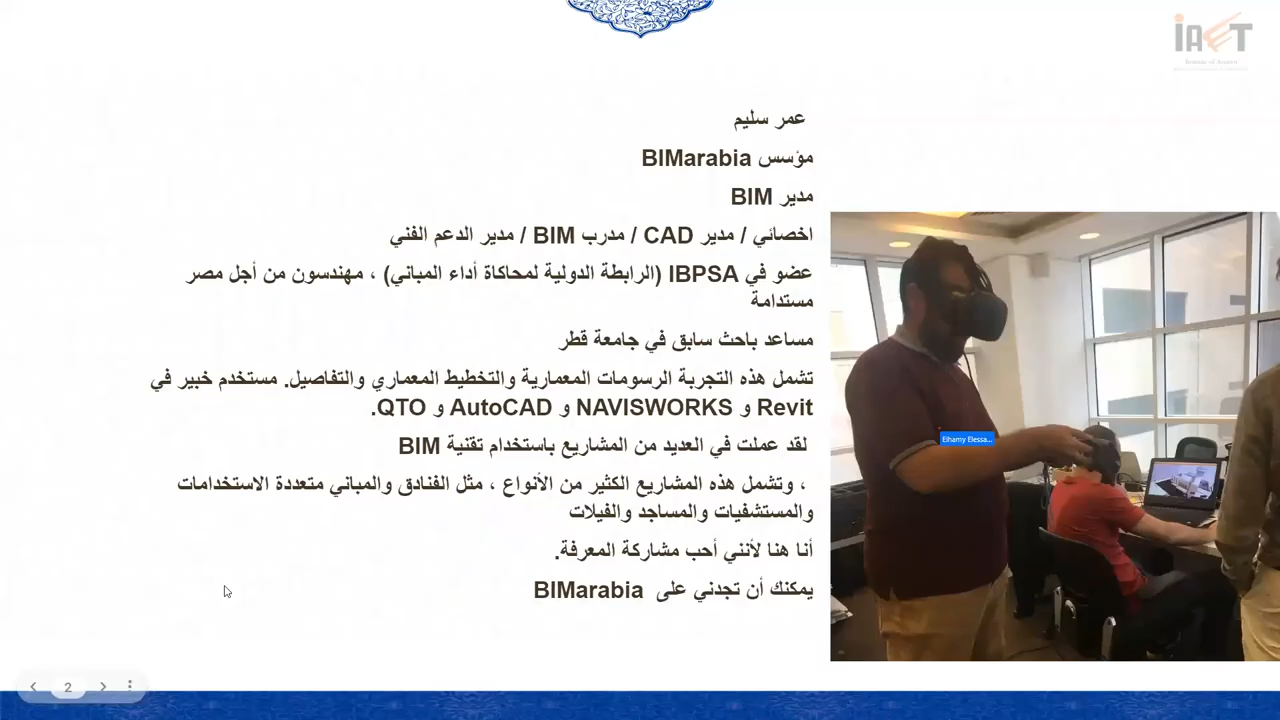 IAET
عمر سليم
مؤسس BIMarabia
مدير BIM
اخصائي / مدير CAD / مدرب BIM / مدير الدعم الفني
عضو في IBPSA (الرابطة الدولية لمحاكاة أداء المباني) ، مهندسون من أجل مصر
مستدامة
مساعد باحث سابق في جامعة قطر
تشمل هذه التجربة الرسومات المعمارية والتخطيط المعماري والتفاصيل. مستخدم خبير في
Revit و NAVISWORKS و AutoCAD و QTO.
لقد عملت في العديد من المشاريع باستخدام تقنية BIM
، وتشمل هذه المشاريع الكثير من الأنواع ، مثل الفنادق والمباني متعددة الاستخدامات
والمستشفيات والمساجد والفيلات
أنا هنا لأنني أحب مشاركة المعرفة.
يمكنك أن تجدني على BIMarabia
Elhamy Elessa...
2